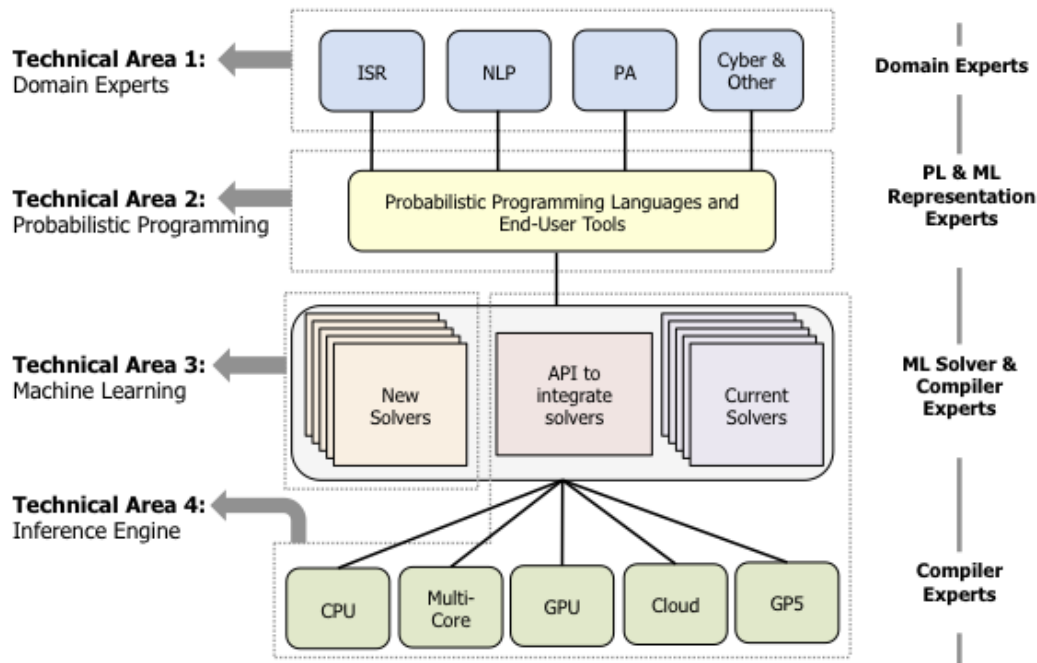 Technical Area 1:
Domain Experts
ISR
NLP
PA
Cyber &
Other
Domain Experts
Technical Area 2:
Probabilistic Programming
Probabilistic Programming Languages and
End-User Tools
PL & ML
Representation
Experts
Technical Area 3:
Machine Learning
New
Solvers
API to
integrate
solvers
Current
Solvers
ML Solver &
Compiler
Experts
Technical Area 4:
Inference Engine
CPU
Multi-
Core
GPU
Cloud
GP5
Compiler
Experts